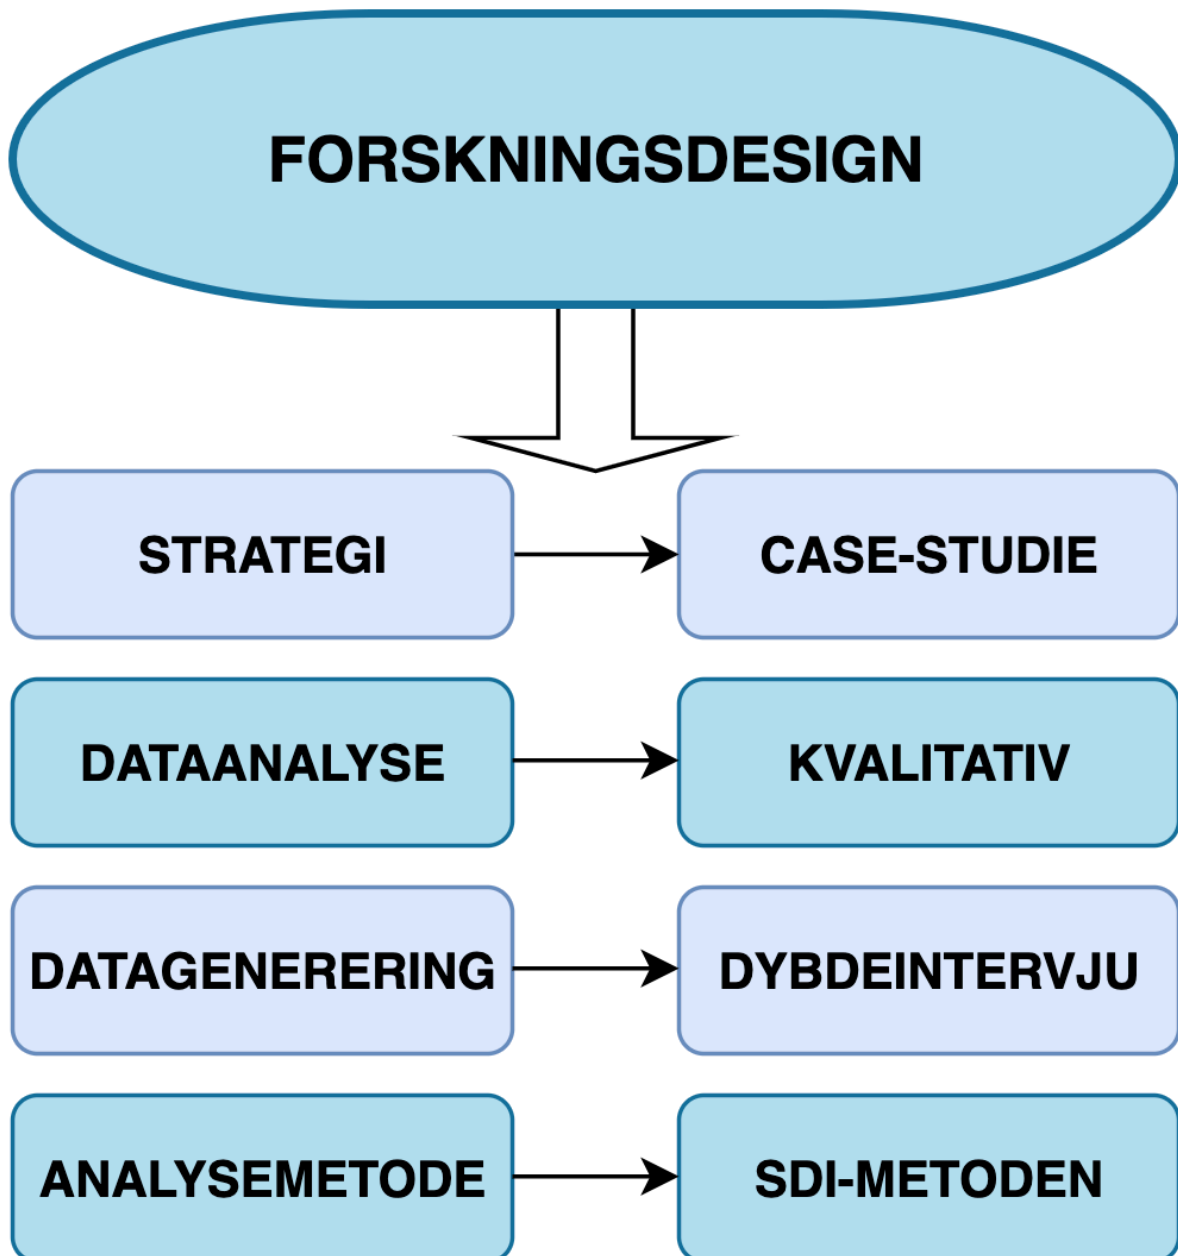 FORSKNINGSDESIGN
STRATEGI
CASE-STUDIE
DATAANALYSE
KVALITATIV
DATAGENERERING
DYBDEINTERVJU
ANALYSEMETODE
SDI-METODEN